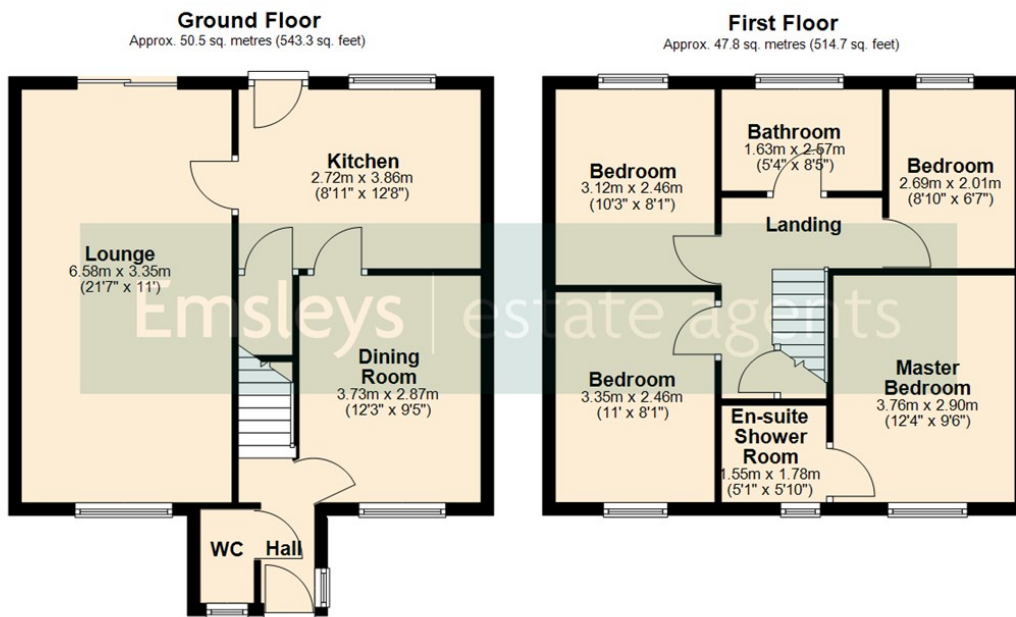 Ground Floor
Approx. 50.5 sq. metres (543.3 sq. feet)
Kitchen
2.72m x 3.86m
(8'11" x 12'8")
Lounge
6.58m x 3.35m
(21'7" x 11')
Dining
Room
3.73m x 2.87m
(12'3" x 9'5")
WC
Hall
First Floor
Approx. 47.8 sq. metres (514.7 sq. feet)
Bedroom
3.12m x 2.46m
(10'3" x 8'1")
Bathroom
1.63m x 2.57m
(5'4" x 8'5")
Bedroom
2.69m x 2.01m
(8'10" x 6'7")
Landing
Bedroom
3.35m x 2.46m
(11' x 8'1")
Master
Bedroom
3.76m x 2.90m
(12'4" x 9'6")
En-suite
Shower
Room
1.55m x 1.78m
(5'1" x 5'10")
Emsleys | estate agents